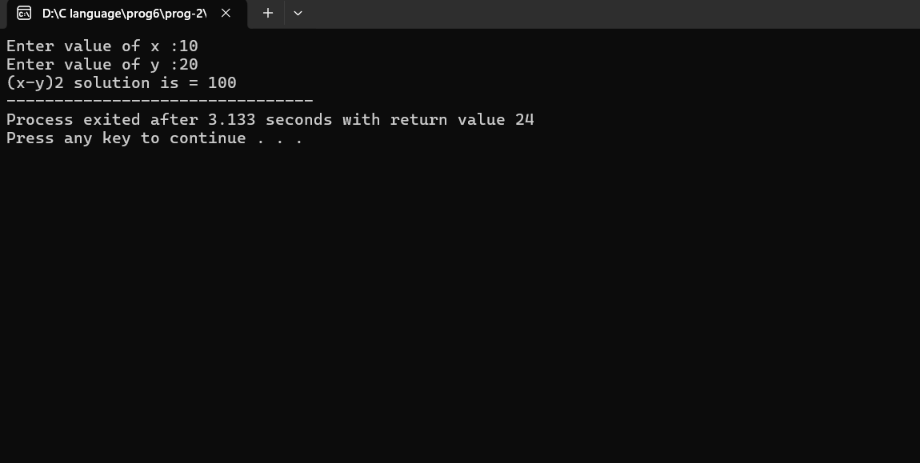 D:\C language\prog6\prog-2\
Enter value of x :10
Enter value of y :20
(x-y)2 solution is = 100
--------------------------------
Process exited after 3.133 seconds with return value 24
Press any key to continue . . .